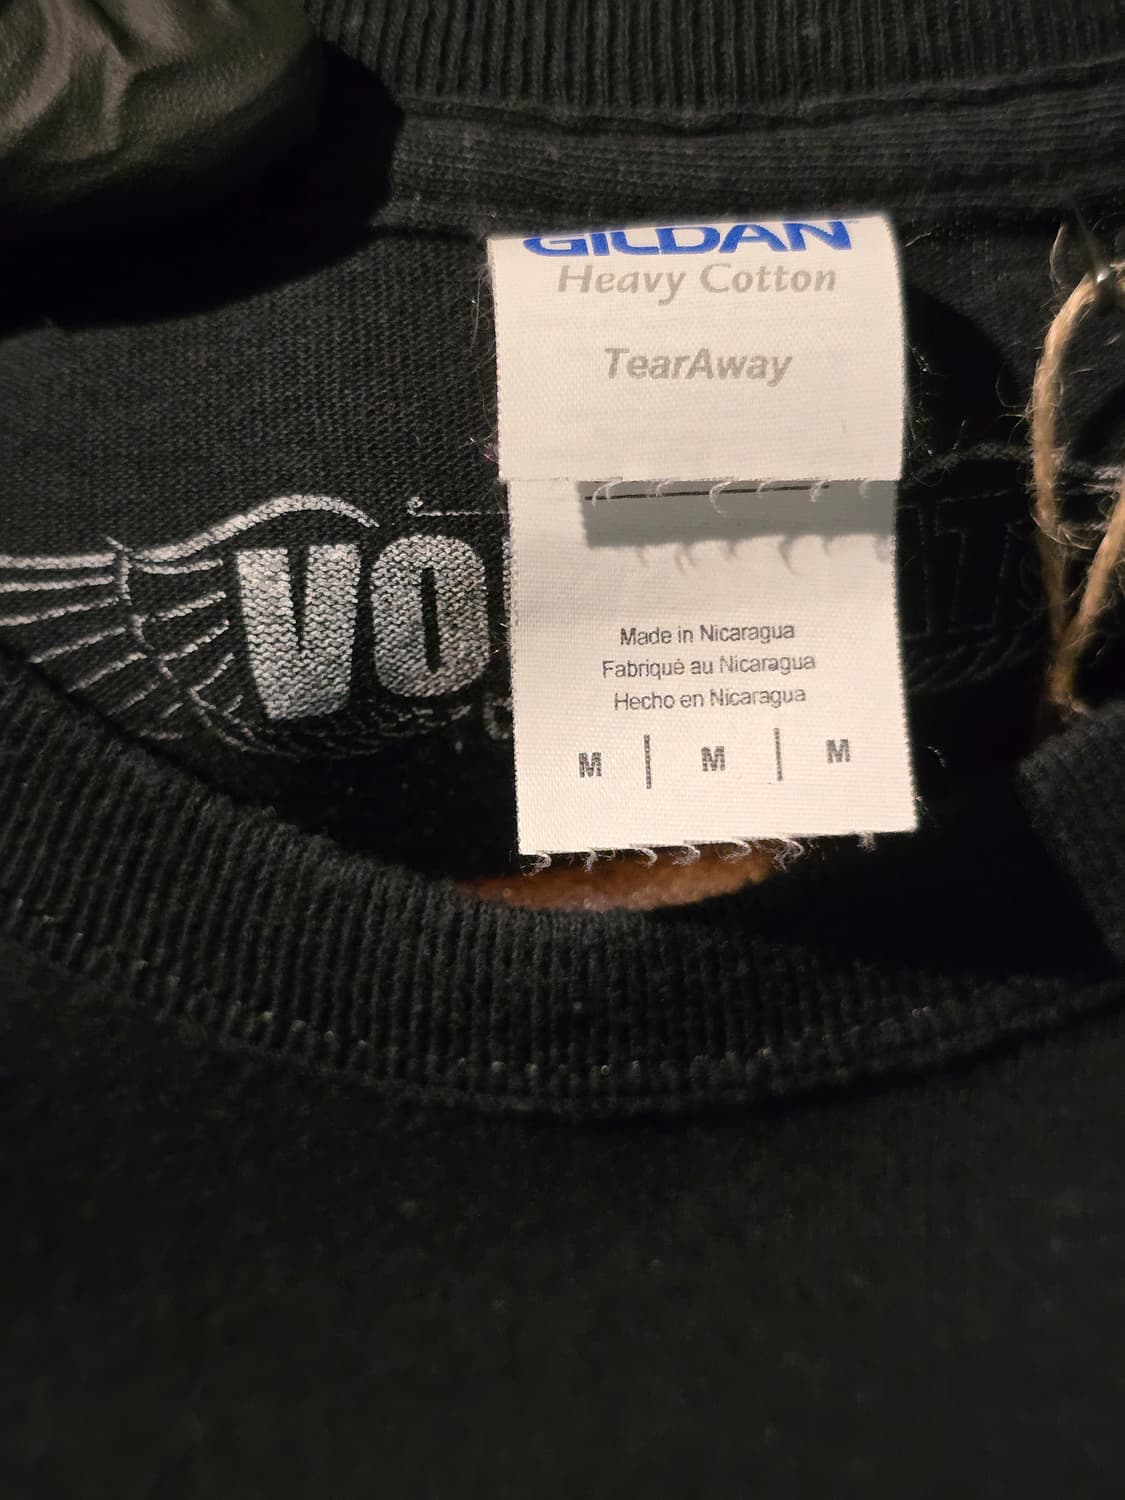 GILDAN
Heavy Cotton
TearAway
VO
Made in Nicaragua
Fabriqué au Nicaragua
Hecho en Nicaragua
M | M | M